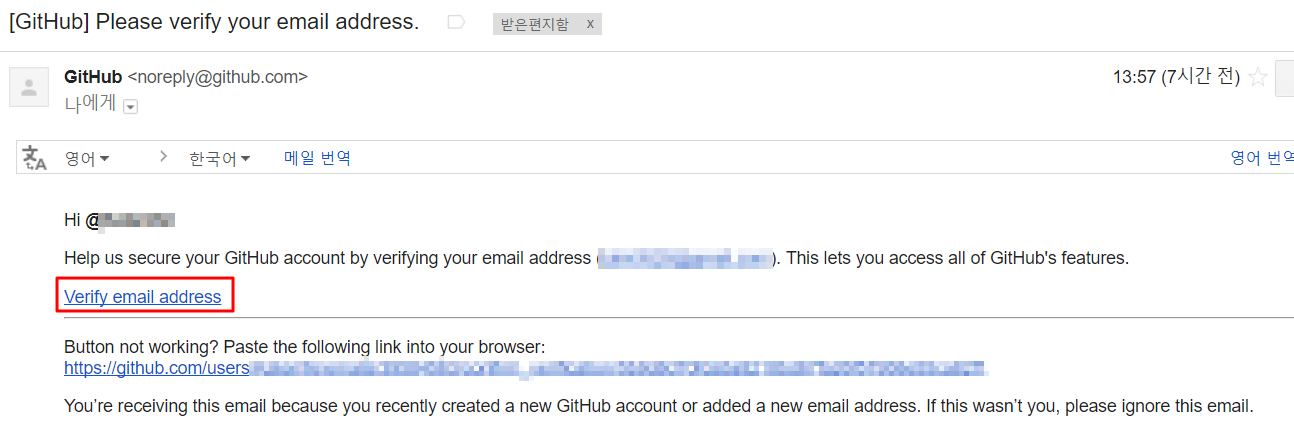 [GitHub] Please verify your email address. 받은편지함 x
GitHub <noreply@github.com> 13:57 (7시간 전)
나에게
영어 한국어 메일 번역 영어 번역
Hi @
Help us secure your GitHub account by verifying your email address ( ). This lets you access all of GitHub's features.
Verify email address
Button not working? Paste the following link into your browser:
https://github.com/users
You’re receiving this email because you recently created a new GitHub account or added a new email address. If this wasn’t you, please ignore this email.